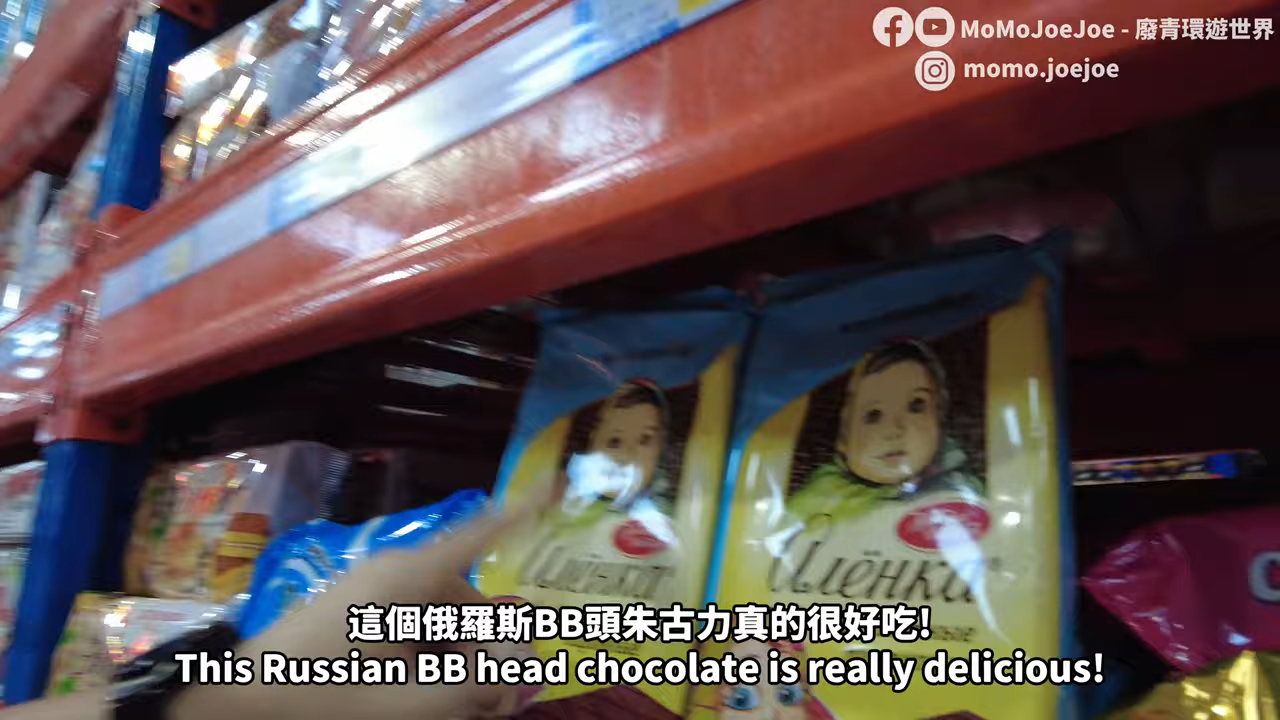 MoMoJoeJoe - 廢青環遊世界
momo.joejoe
Алёнка
Алёнка
這個俄羅斯BB頭朱古力真的很好吃!
This Russian BB head chocolate is really delicious!